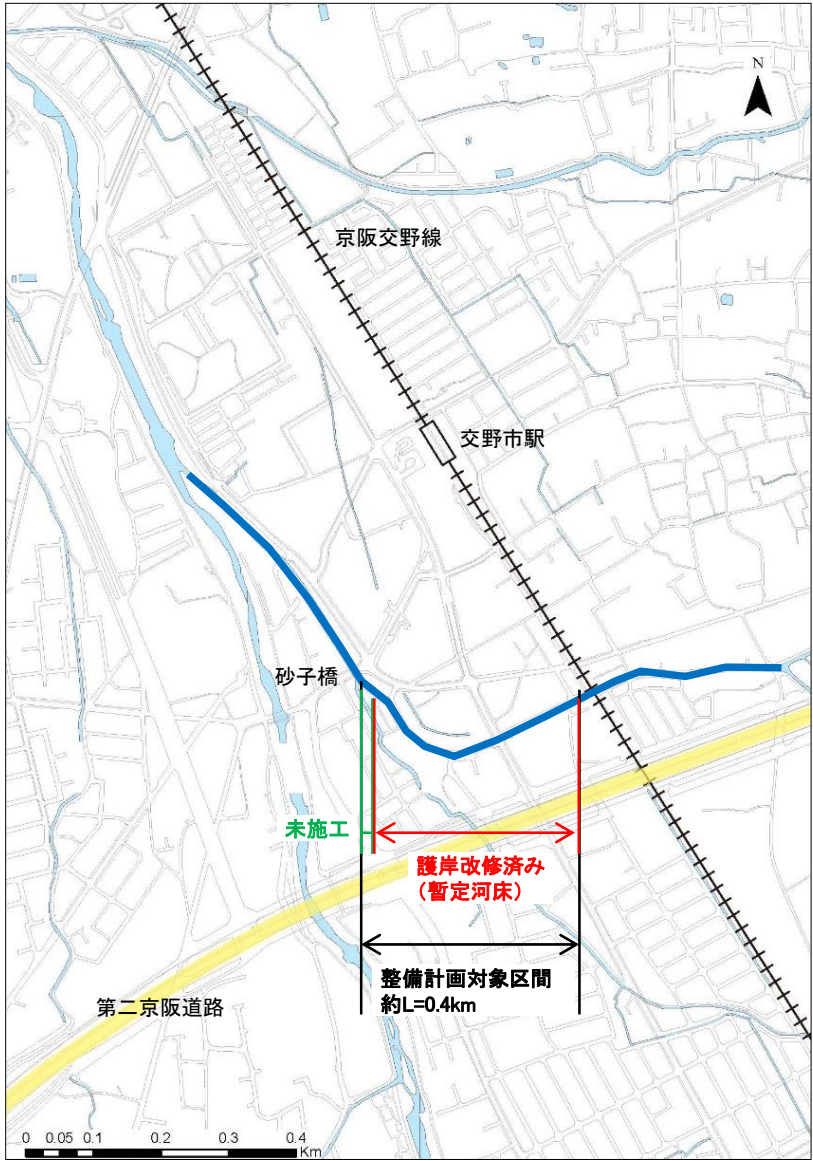 N
京阪交野線
交野市駅
砂子橋
未施工
護岸改修済み
（暫定河床）
整備計画対象区間
約L=0.4km
第二京阪道路
0 0.05 0.1 0.2 0.3 0.4
Km